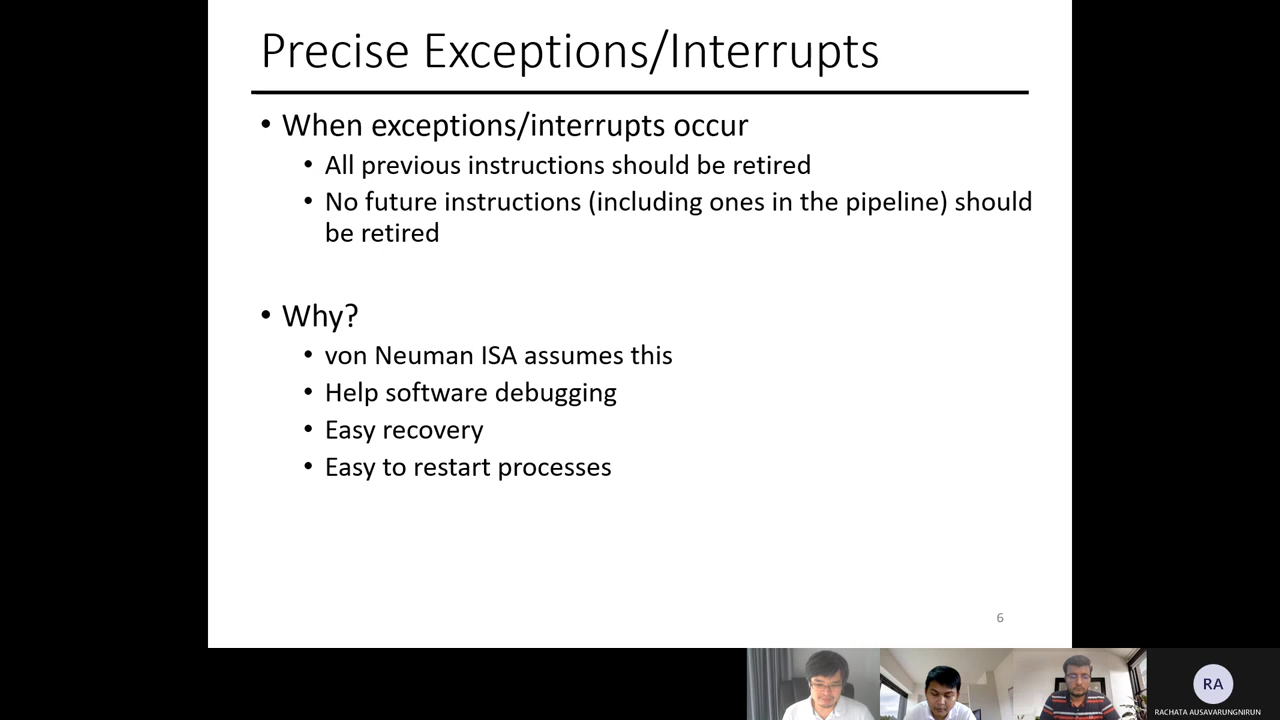 Precise Exceptions/Interrupts
• When exceptions/interrupts occur
• All previous instructions should be retired
• No future instructions (including ones in the pipeline) should
be retired
• Why?
• von Neuman ISA assumes this
• Help software debugging
• Easy recovery
• Easy to restart processes
6
RA
RACHATA AUSAVARUNGNIRUN